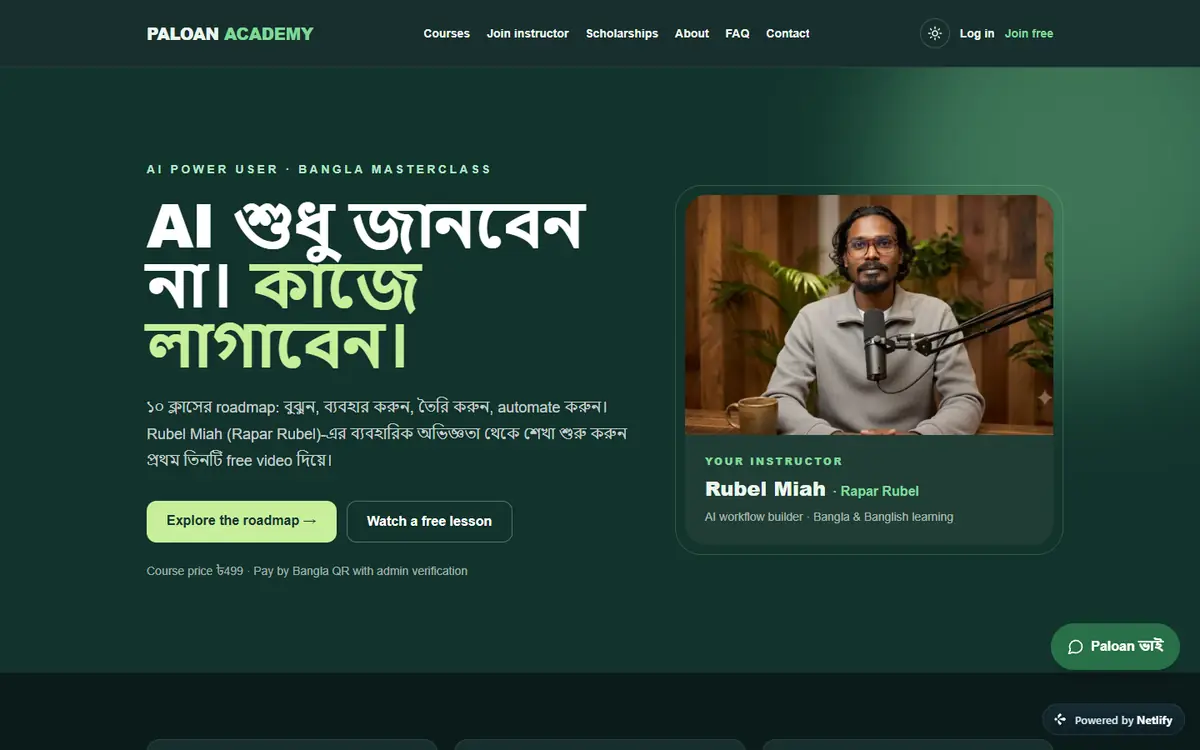 PALOAN ACADEMY
Courses
Join instructor
Scholarships
About
FAQ
Contact
Log in
Join free
AI POWER USER · BANGLA MASTERCLASS
AI শুধু জানবেন
না। কাজে
লাগাবেন।
১০ ক্লাসের roadmap: বুঝুন, ব্যবহার করুন, তৈরি করুন, automate করুন।
Rubel Miah (Rapar Rubel)-এর ব্যবহারিক অভিজ্ঞতা থেকে শেখা শুরু করুন
প্রথম তিনটি free video দিয়ে।
Explore the roadmap →
Watch a free lesson
Course price ৳499 · Pay by Bangla QR with admin verification
YOUR INSTRUCTOR
Rubel Miah · Rapar Rubel
AI workflow builder · Bangla & Banglish learning
Paloan ভাই
Powered by Netlify